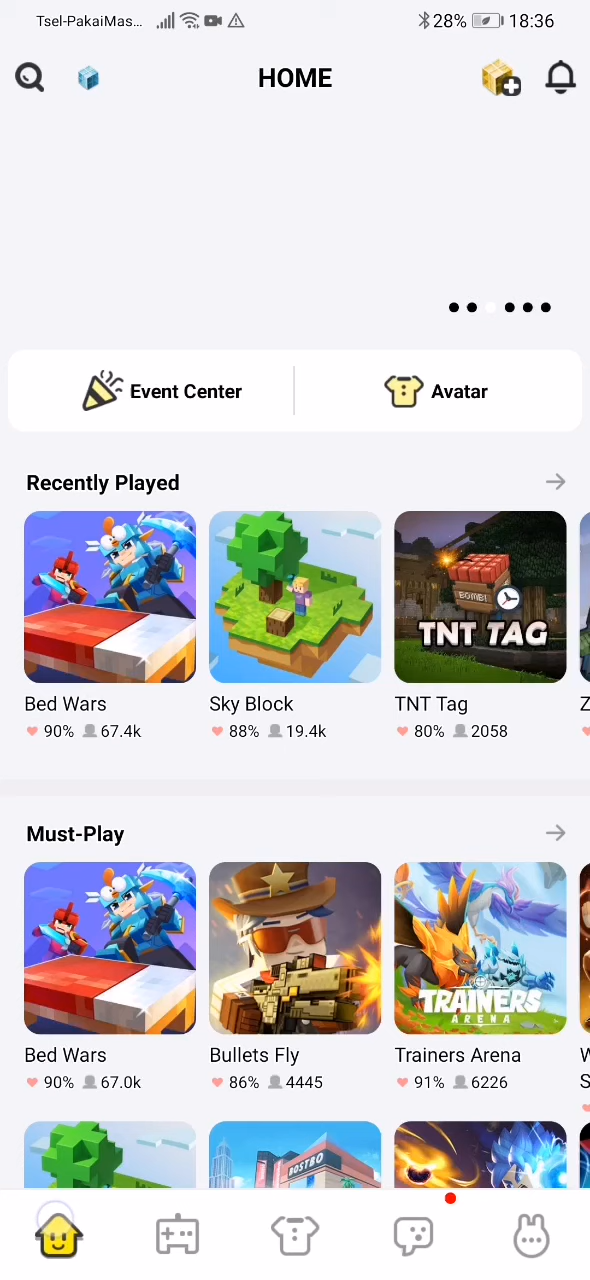 Tsel-PakaiMas... 28% 18:36
HOME
Event Center Avatar
Recently Played
BOMB!
TNT TAG
Bed Wars Sky Block TNT Tag Z
90% 67.4k 88% 19.4k 80% 2058
Must-Play
TRAINERS
ARENA
Bed Wars Bullets Fly Trainers Arena W
S
90% 67.0k 86% 4445 91% 6226
BOSTBO